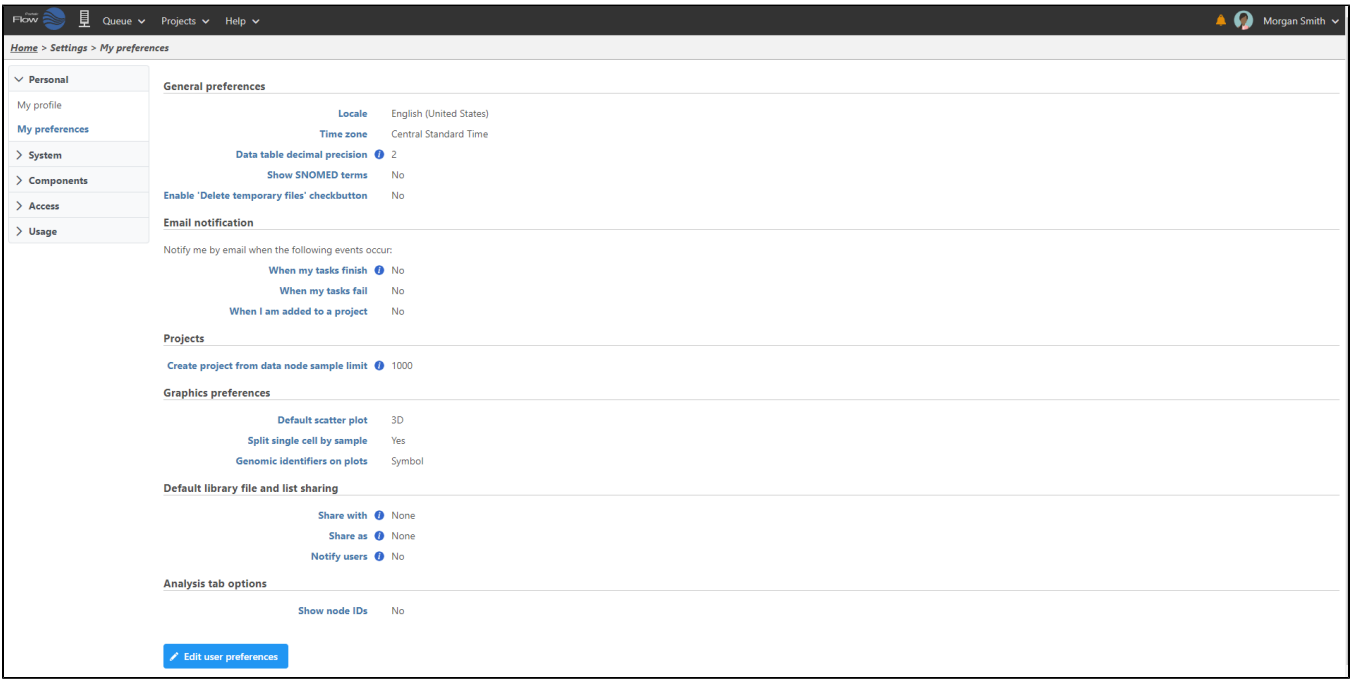 Partek
Flow
Queue
Projects
Help
Morgan Smith
Home > Settings > My preferences
Personal
My profile
My preferences
System
Components
Access
Usage
General preferences
Locale English (United States)
Time zone Central Standard Time
Data table decimal precision 2
Show SNOMED terms No
Enable 'Delete temporary files' checkbutton No
Email notification
Notify me by email when the following events occur:
When my tasks finish No
When my tasks fail No
When I am added to a project No
Projects
Create project from data node sample limit 1000
Graphics preferences
Default scatter plot 3D
Split single cell by sample Yes
Genomic identifiers on plots Symbol
Default library file and list sharing
Share with None
Share as None
Notify users No
Analysis tab options
Show node IDs No
Edit user preferences